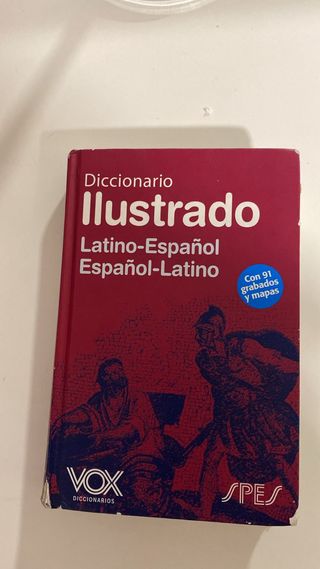 Diccionario
Ilustrado
Latino-Español
Español-Latino
Con 91
grabados
y mapas
VOX
DICCIONARIOS
SPES